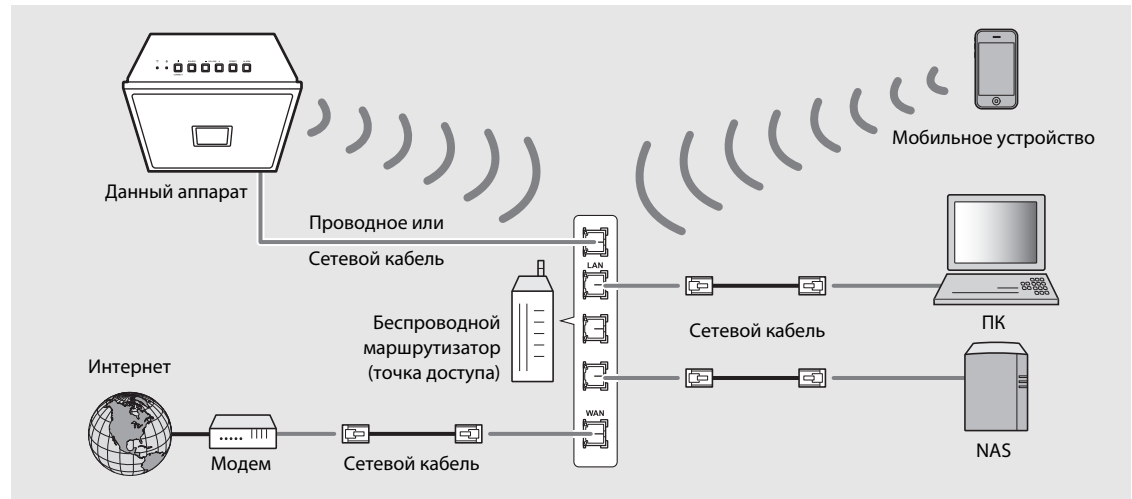 Мобильное устройство
Данный аппарат
Проводное или
Сетевой кабель
LAN
Беспроводной
маршрутизатор
(точка доступа)
Сетевой кабель
ПК
Интернет
WAN
Модем
Сетевой кабель
NAS